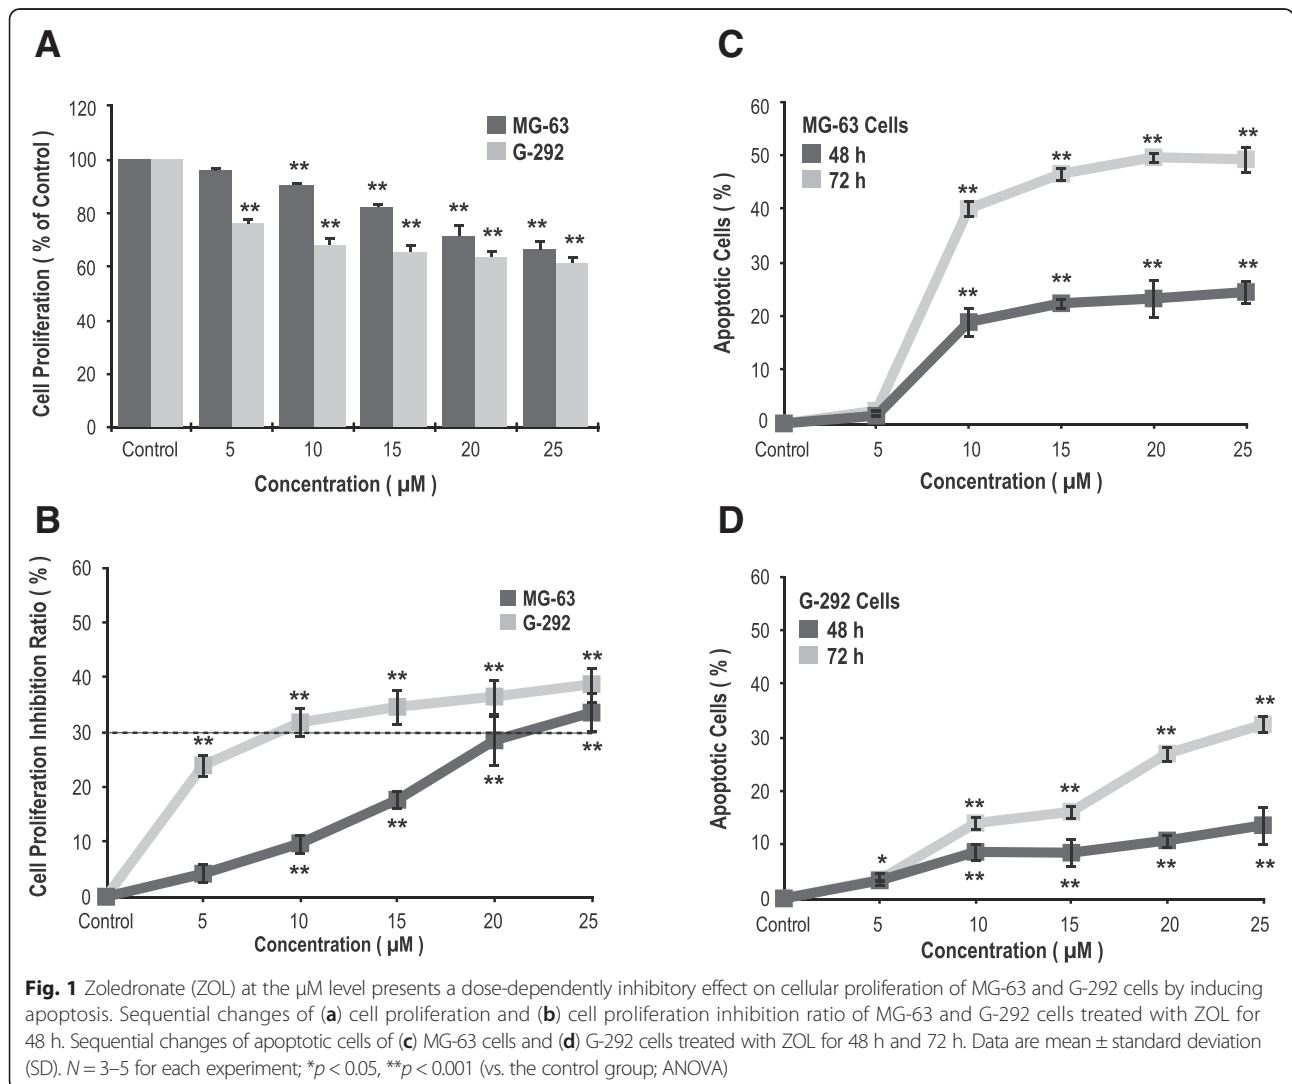 A
120
100
80
60
40
20
0
Cell Proliferation ( % of Control )
MG-63
G-292
**
**
**
**
**
**
**
**
**
Control 5 10 15 20 25
Concentration ( µM )
B
60
50
40
30
20
10
0
Cell Proliferation Inhibition Ratio ( % )
MG-63
G-292
**
**
**
**
**
**
**
**
**
Control 5 10 15 20 25
Concentration ( µM )
C
60
50
40
30
20
10
0
Apoptotic Cells ( % )
MG-63 Cells
48 h
72 h
**
**
**
**
**
**
**
**
Control 5 10 15 20 25
Concentration ( µM )
D
60
50
40
30
20
10
0
Apoptotic Cells ( % )
G-292 Cells
48 h
72 h
*
**
**
**
**
**
**
**
**
Control 5 10 15 20 25
Concentration ( µM )
Fig. 1 Zoledronate (ZOL) at the µM level presents a dose-dependently inhibitory effect on cellular proliferation of MG-63 and G-292 cells by inducing
apoptosis. Sequential changes of (a) cell proliferation and (b) cell proliferation inhibition ratio of MG-63 and G-292 cells treated with ZOL for
48 h. Sequential changes of apoptotic cells of (c) MG-63 cells and (d) G-292 cells treated with ZOL for 48 h and 72 h. Data are mean ± standard deviation
(SD). N = 3–5 for each experiment; *p < 0.05, **p < 0.001 (vs. the control group; ANOVA)